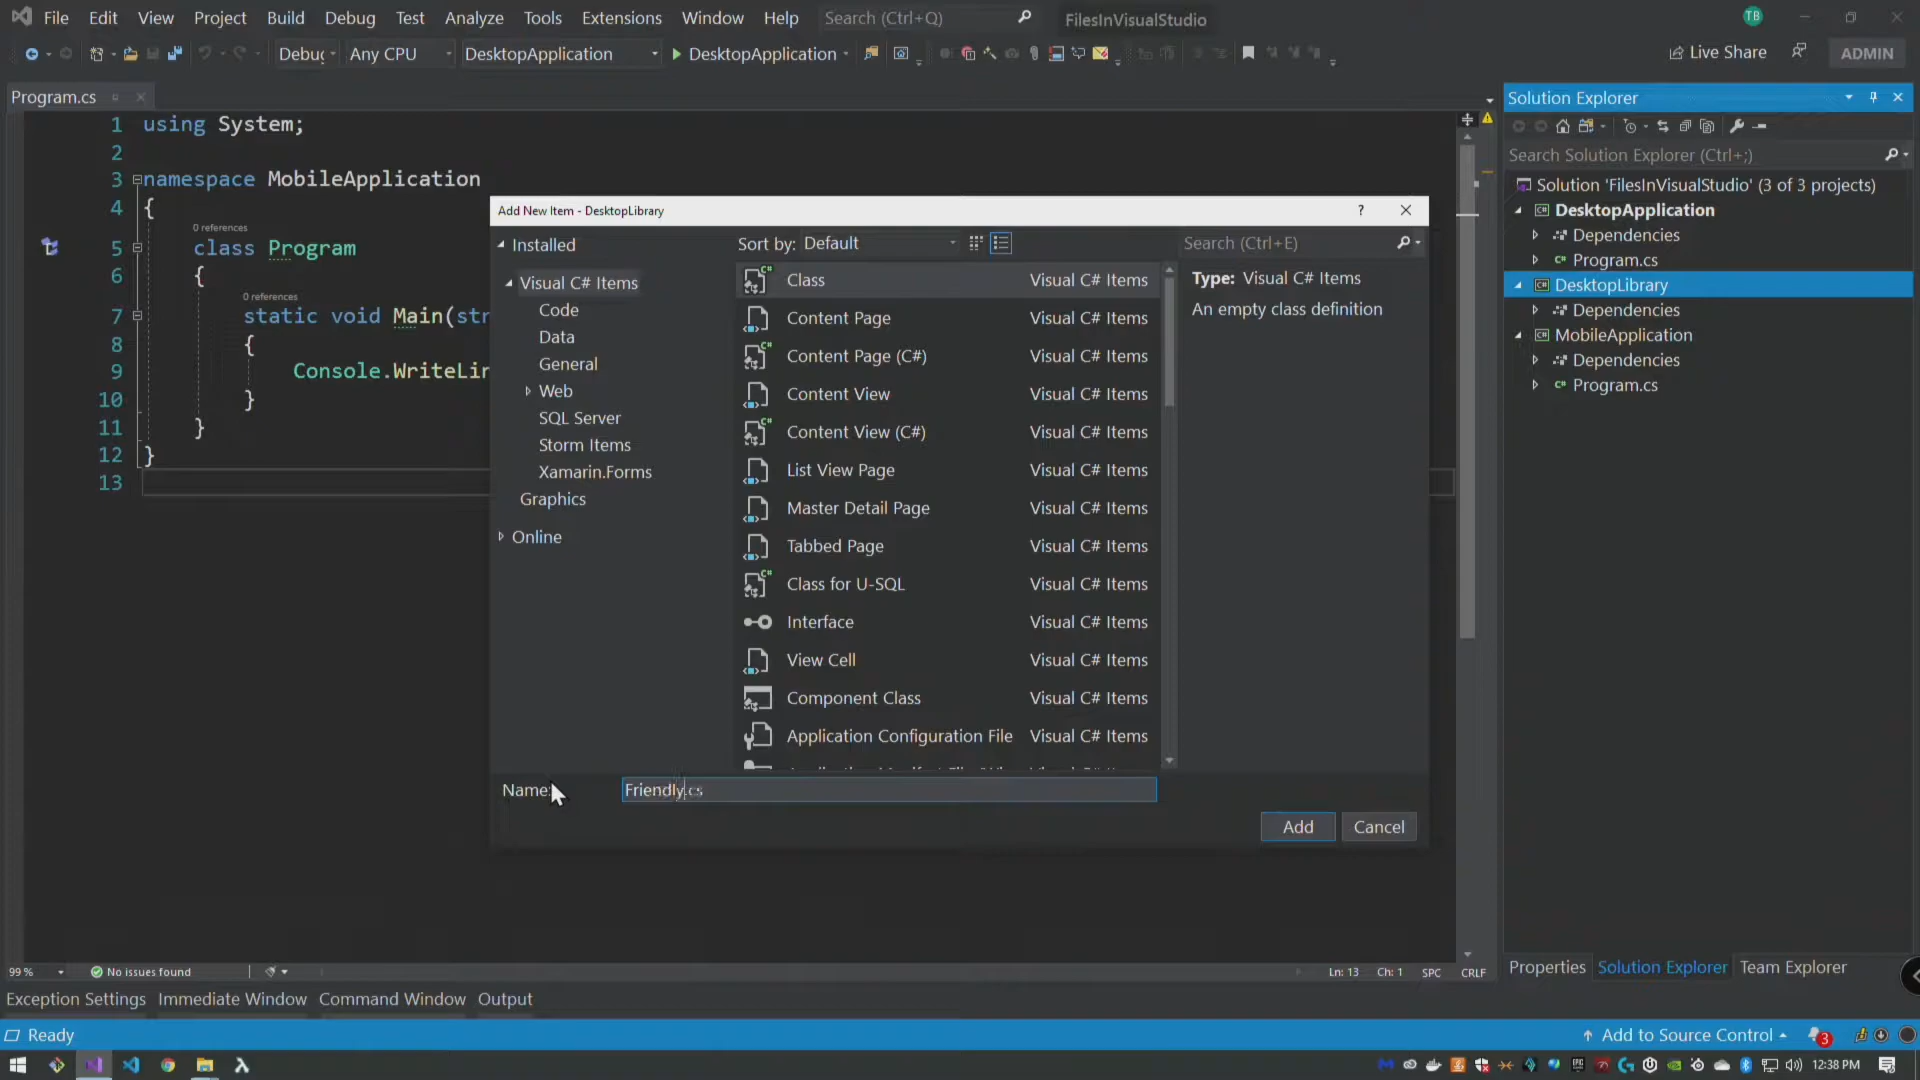 File Edit View Project Build Debug Test Analyze Tools Extensions Window Help Search (Ctrl+Q) FilesInVisualStudio TB
Debug Any CPU DesktopApplication DesktopApplication Live Share ADMIN
Program.cs
1 using System;
2
3 namespace MobileApplication
4 {
0 references
5 class Program
6 {
0 references
7 static void Main(str
8 {
9 Console.WriteLin
10 }
11 }
12 }
13
Add New Item - DesktopLibrary ?
Installed
Visual C# Items
Code
Data
General
Web
SQL Server
Storm Items
Xamarin.Forms
Graphics
Online
Sort by: Default
Search (Ctrl+E)
Class Visual C# Items
Content Page Visual C# Items
Content Page (C#) Visual C# Items
Content View Visual C# Items
Content View (C#) Visual C# Items
List View Page Visual C# Items
Master Detail Page Visual C# Items
Tabbed Page Visual C# Items
Class for U-SQL Visual C# Items
Interface Visual C# Items
View Cell Visual C# Items
Component Class Visual C# Items
Application Configuration File Visual C# Items
Type: Visual C# Items
An empty class definition
Name: Friendly.cs
Add Cancel
Solution Explorer
Search Solution Explorer (Ctrl+;)
Solution 'FilesInVisualStudio' (3 of 3 projects)
DesktopApplication
Dependencies
Program.cs
DesktopLibrary
Dependencies
MobileApplication
Dependencies
Program.cs
Properties Solution Explorer Team Explorer
99 % No issues found Ln: 13 Ch: 1 SPC CRLF
Exception Settings Immediate Window Command Window Output
Ready Add to Source Control 3
12:38 PM